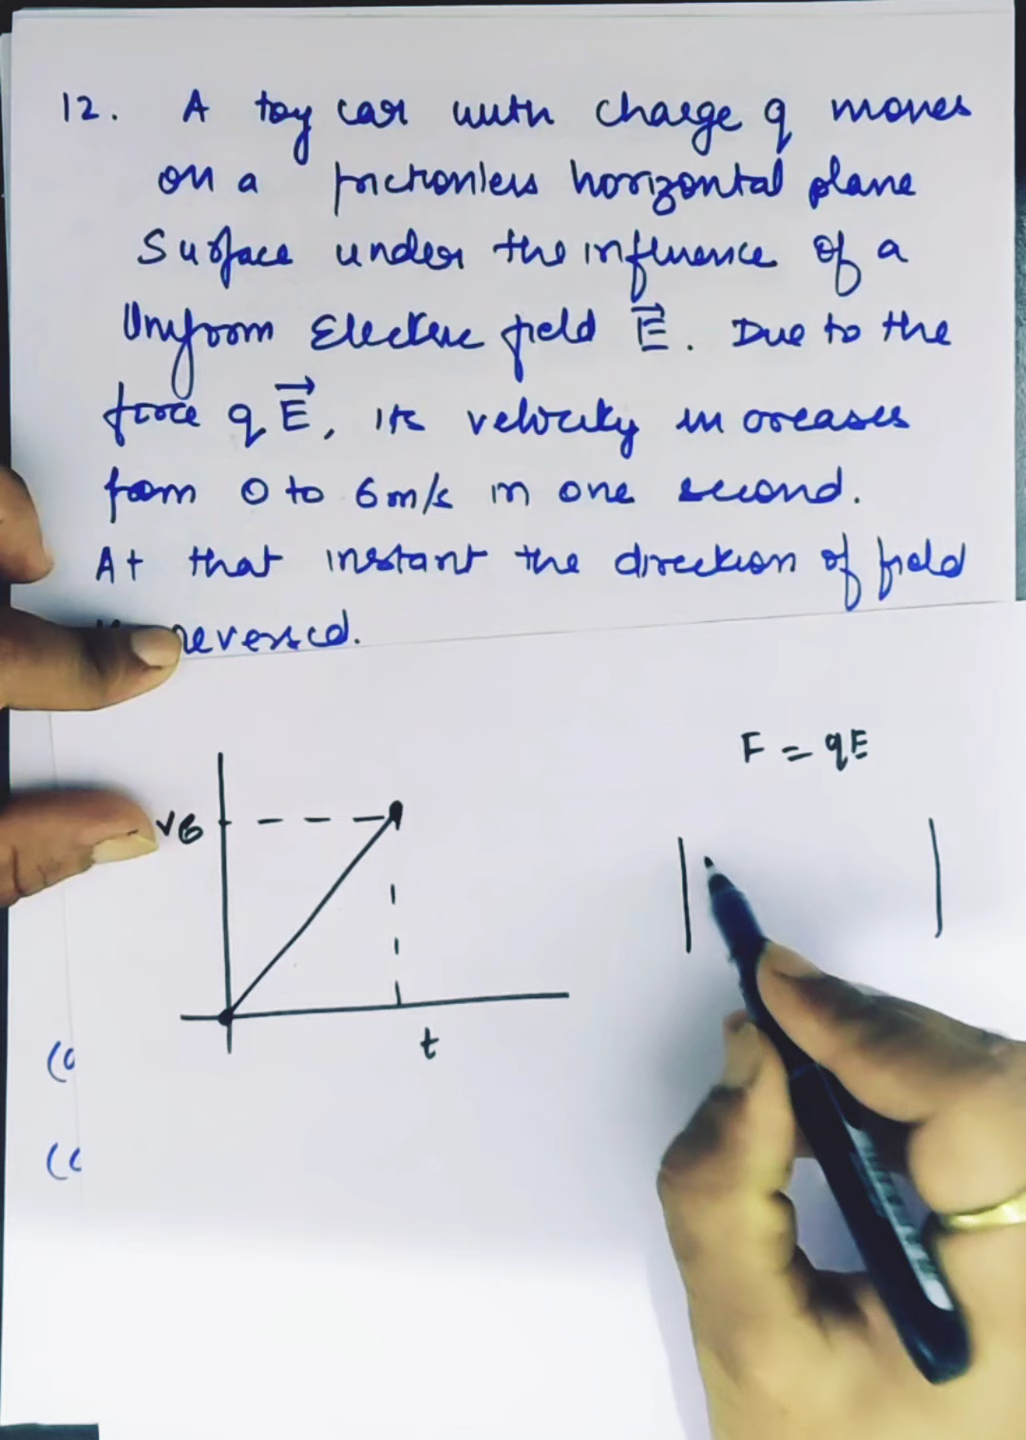 12. A toy car with charge q moves
on a frictionless horizontal plane
Surface under the influence of a
Uniform Electric field E⃗. Due to the
force q E⃗, its velocity increases
from 0 to 6 m/s in one second.
At that instant the direction of field
reversed.
F = qE
v 6
t
(c